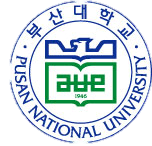 부산대학교
PUSAN NATIONAL UNIVERSITY
1946